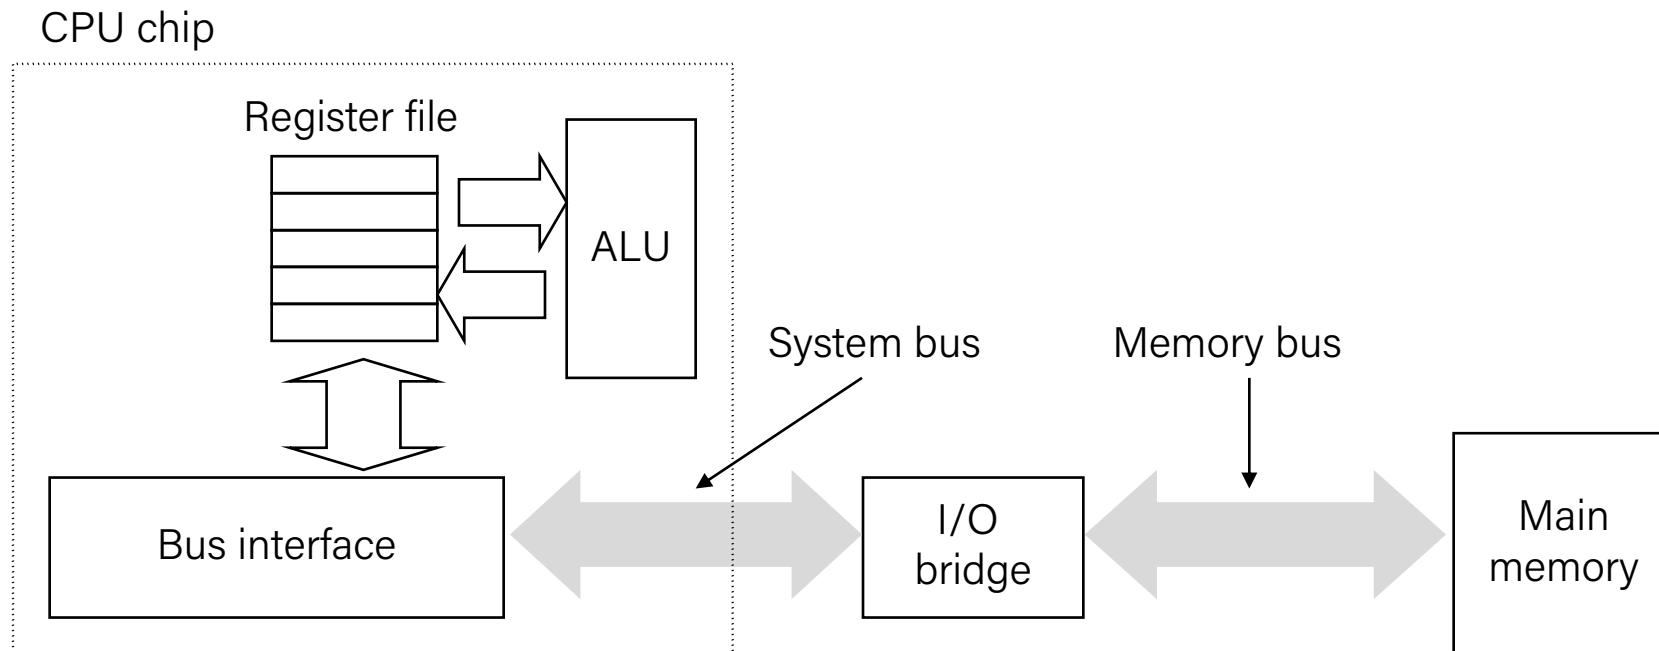 CPU chip
Register file
ALU
System bus
Memory bus
Bus interface
I/O
bridge
Main
memory